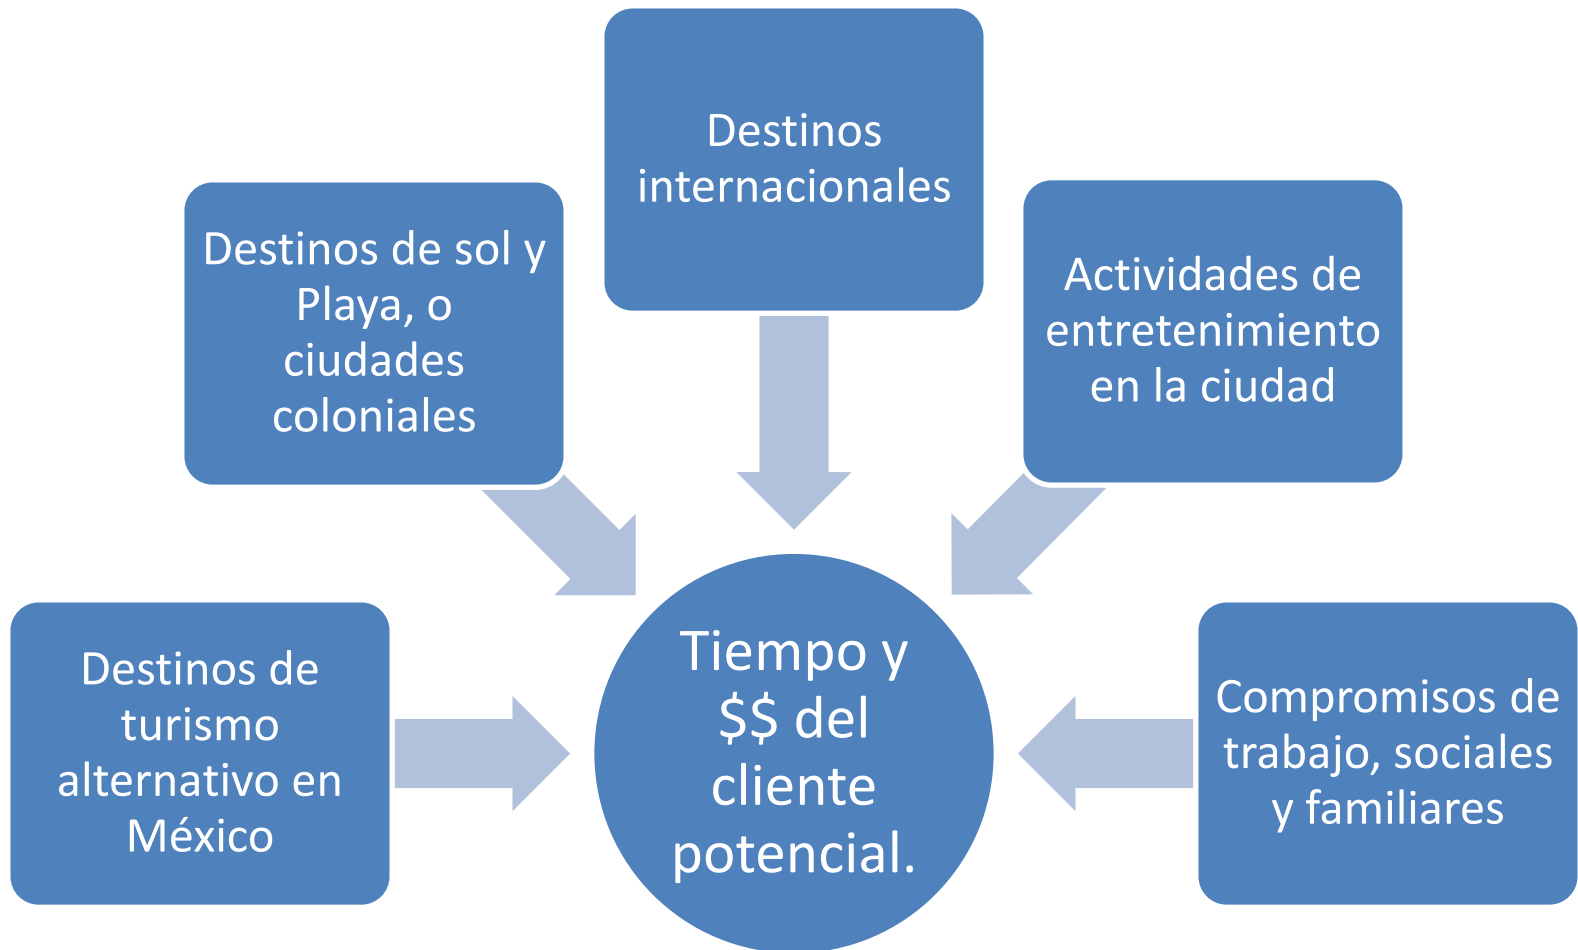 Destinos
internacionales
Destinos de sol y
Playa, o
ciudades
coloniales
Actividades de
entretenimiento
en la ciudad
Destinos de
turismo
alternativo en
México
Tiempo y
$$ del
cliente
potencial.
Compromisos de
trabajo, sociales
y familiares